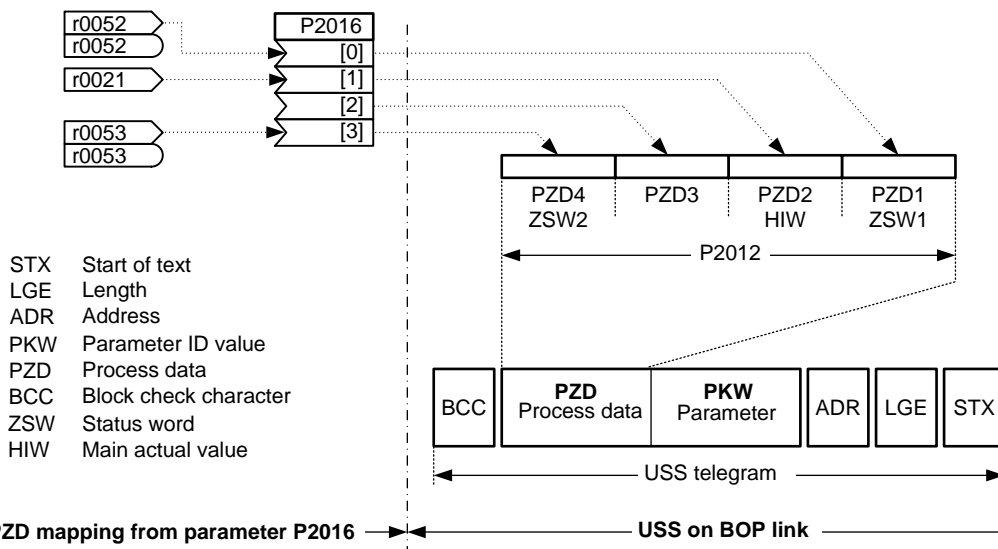 r0052
r0052
r0021
r0053
r0053
P2016
[0]
[1]
[2]
[3]
PZD4
ZSW2
PZD3
PZD2
HIW
PZD1
ZSW1
P2012
STX Start of text
LGE Length
ADR Address
PKW Parameter ID value
PZD Process data
BCC Block check character
ZSW Status word
HIW Main actual value
BCC
PZD
Process data
PKW
Parameter
ADR
LGE
STX
USS telegram
PZD mapping from parameter P2016
USS on BOP link